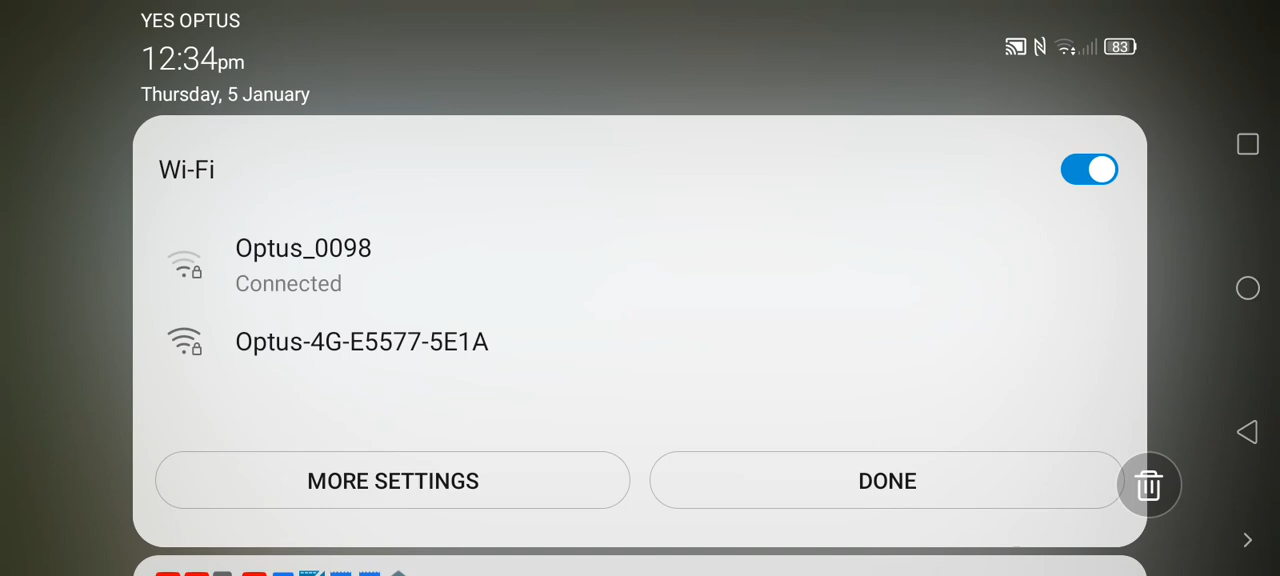 YES OPTUS
12:34pm
83
Thursday, 5 January
Wi-Fi
Optus_0098
Connected
Optus-4G-E5577-5E1A
MORE SETTINGS
DONE